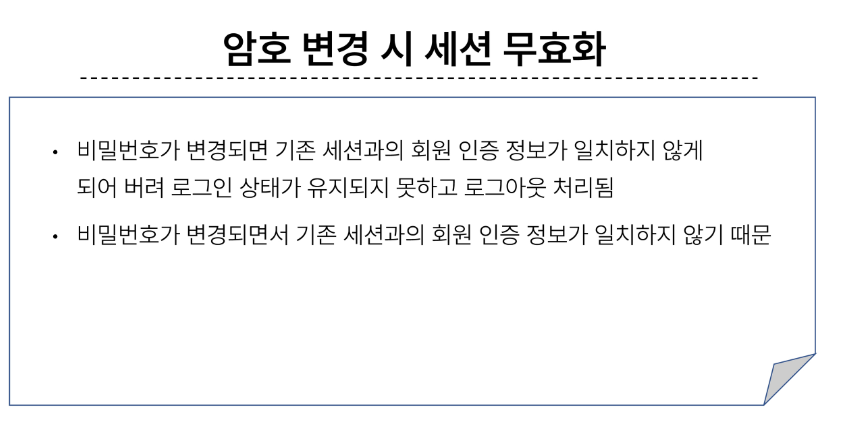 암호 변경 시 세션 무효화
• 비밀번호가 변경되면 기존 세션과의 회원 인증 정보가 일치하지 않게
되어 버려 로그인 상태가 유지되지 못하고 로그아웃 처리됨
• 비밀번호가 변경되면서 기존 세션과의 회원 인증 정보가 일치하지 않기 때문